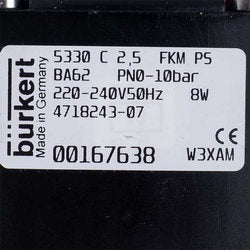 burkert
Made in Germany
5330 C 2,5 FKM PS
BA62 PN0-10bar
220-240V50Hz 8W
4718243-07
00167638 W3XAM
CE